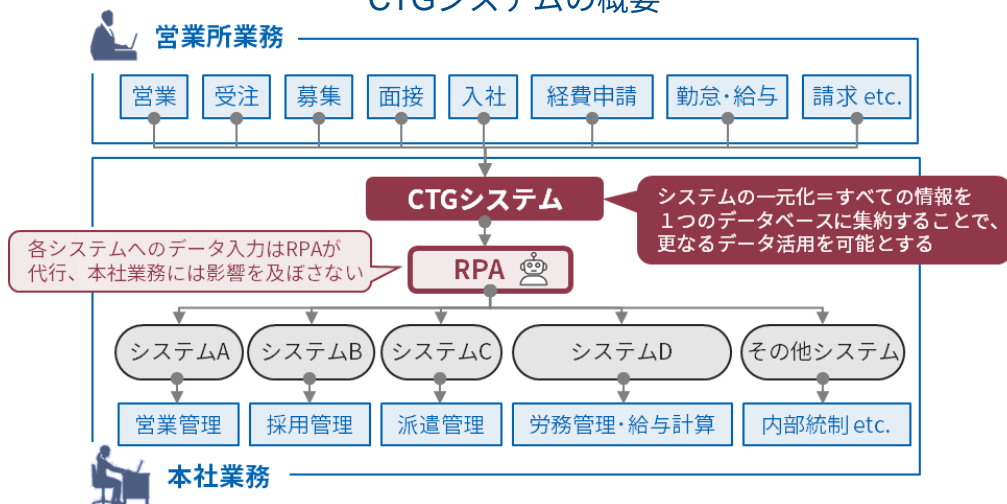 CTGシステムの概要
営業所業務
営業
受注
募集
面接
入社
経費申請
勤怠・給与
請求 etc.
CTGシステム
システムの一元化＝すべての情報を
１つのデータベースに集約することで、
更なるデータ活用を可能とする
各システムへのデータ入力はRPAが
代行、本社業務には影響を及ぼさない
RPA
システムA
システムB
システムC
システムD
その他システム
営業管理
採用管理
派遣管理
労務管理・給与計算
内部統制 etc.
本社業務